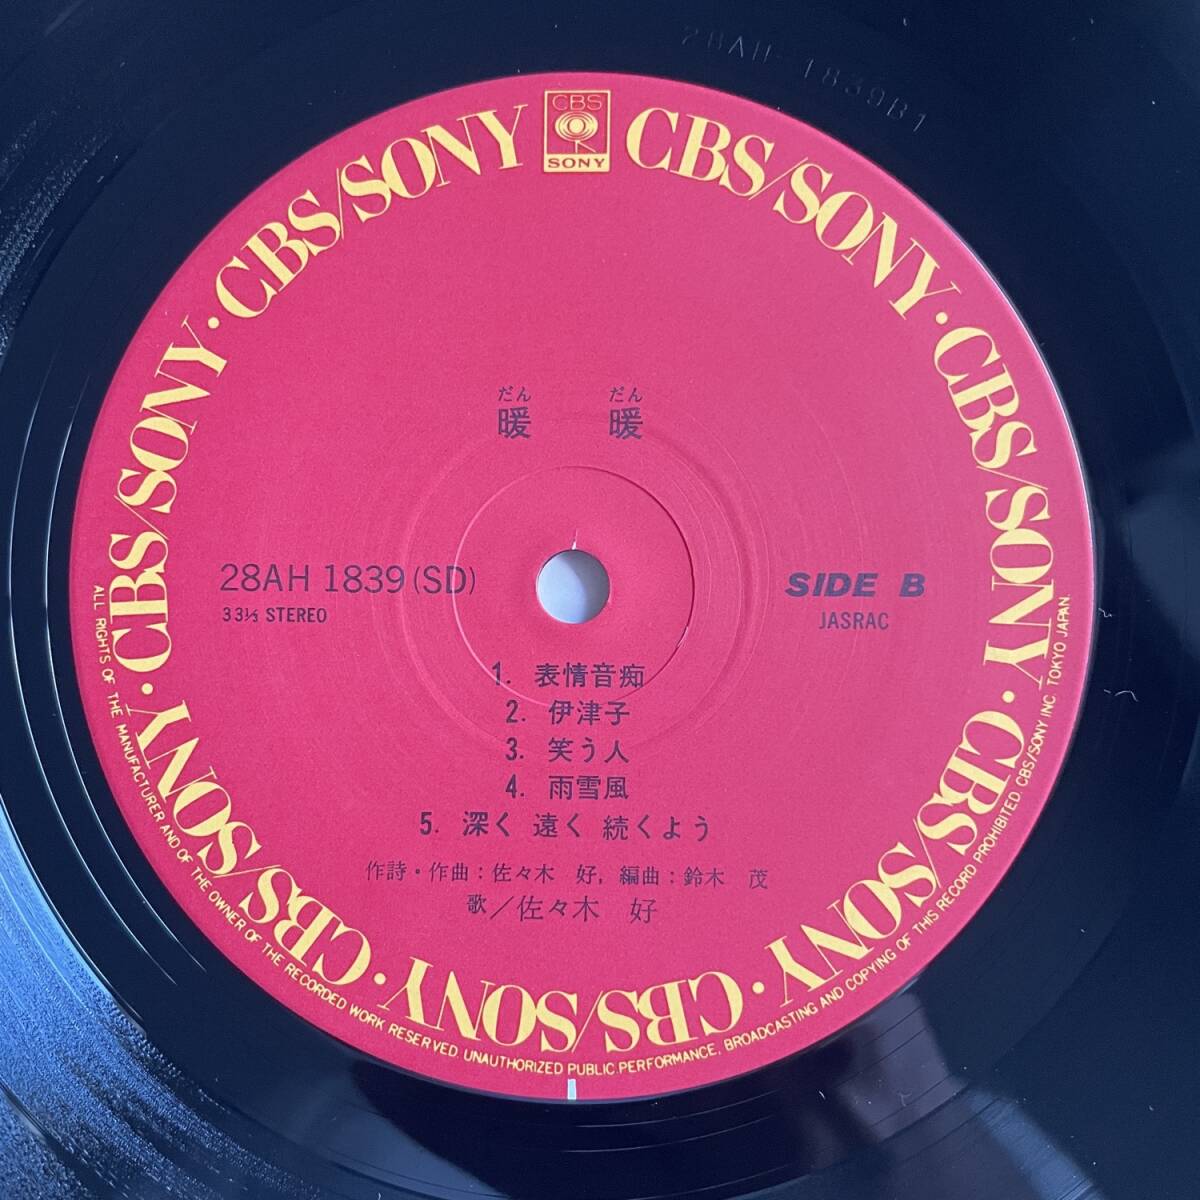 28AH 1839B1
CBS
SONY
CBS/SONY · CBS/SONY · CBS/SONY · CBS/SONY · CBS/SONY · CBS/SONY · CBS/SONY · CBS/SONY · CBS/SONY
だん だん
暖 暖
28AH 1839 (SD)
33⅓ STEREO
SIDE B
JASRAC
1. 表情音痴
2. 伊津子
3. 笑う人
4. 雨雪風
5. 深く 遠く 続くよう
作詩・作曲：佐々木 好, 編曲：鈴木 茂
歌／佐々木 好
ALL RIGHTS OF THE MANUFACTURER AND OF THE OWNER OF THE RECORDED WORK RESERVED. UNAUTHORIZED PUBLIC PERFORMANCE, BROADCASTING AND COPYING OF THIS RECORD PROHIBITED. CBS/SONY INC. TOKYO JAPAN.